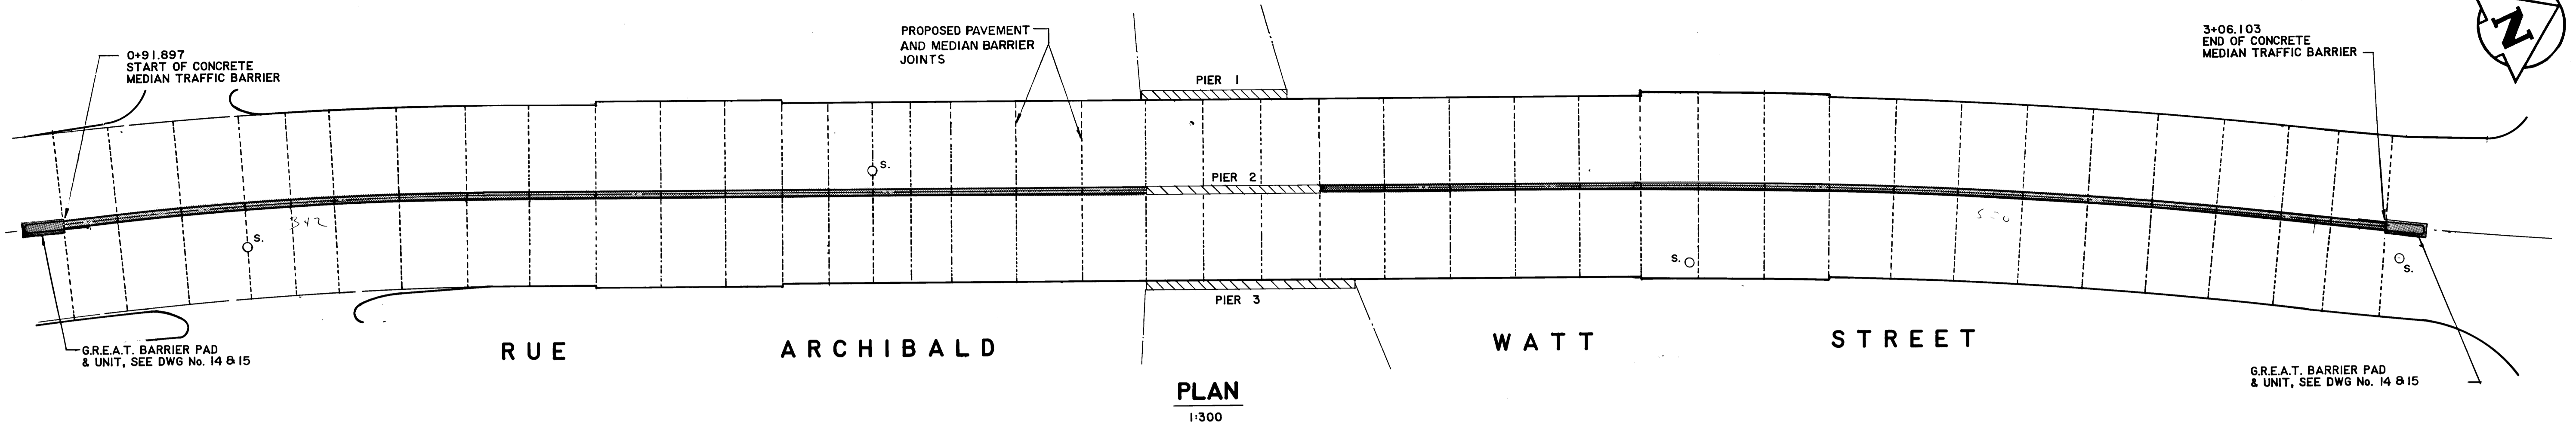 0+91.897
START OF CONCRETE
MEDIAN TRAFFIC BARRIER
PROPOSED PAVEMENT
AND MEDIAN BARRIER
JOINTS
3+06.103
END OF CONCRETE
MEDIAN TRAFFIC BARRIER
N
PIER 1
S.
PIER 2
342
S.
S.
S.
PIER 3
RUE ARCHIBALD WATT STREET
G.R.E.A.T. BARRIER PAD
& UNIT, SEE DWG No. 14 & 15
G.R.E.A.T. BARRIER PAD
& UNIT, SEE DWG No. 14 & 15
PLAN
1:300